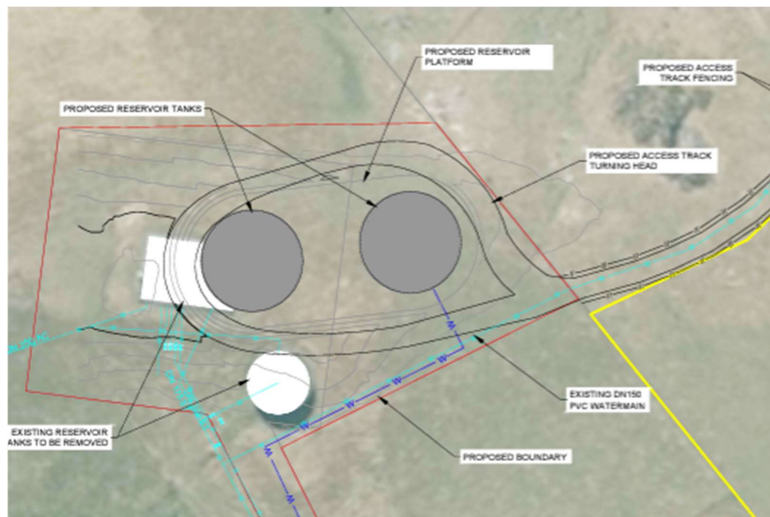 PROPOSED RESERVOIR
PLATFORM
PROPOSED ACCESS
TRACK FENCING
PROPOSED RESERVOIR TANKS
PROPOSED ACCESS TRACK
TURNING HEAD
W
W
W
W
W
W
W
EXISTING DN150
PVC WATERMAIN
EXISTING RESERVOIR
ANKS TO BE REMOVED
PROPOSED BOUNDARY